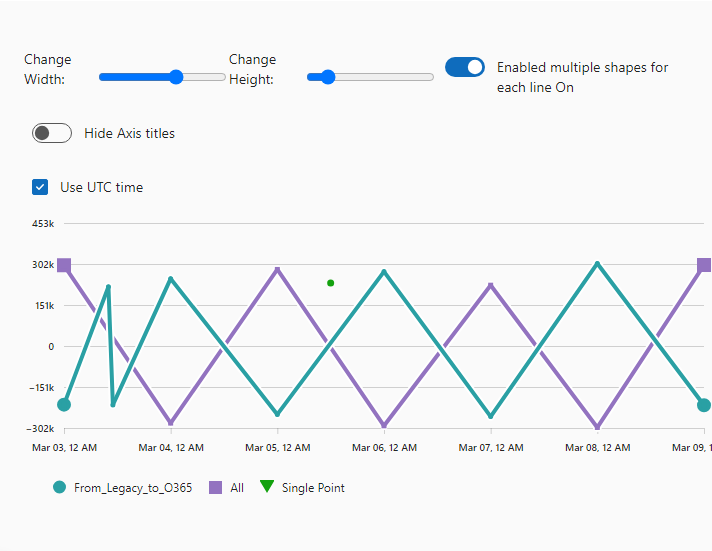 Change Width:
Change Height:
Enabled multiple shapes for each line On
Hide Axis titles
Use UTC time
453k
302k
151k
0
−151k
−302k
Mar 03, 12 AM Mar 04, 12 AM Mar 05, 12 AM Mar 06, 12 AM Mar 07, 12 AM Mar 08, 12 AM Mar 09, 1
From_Legacy_to_O365 All Single Point